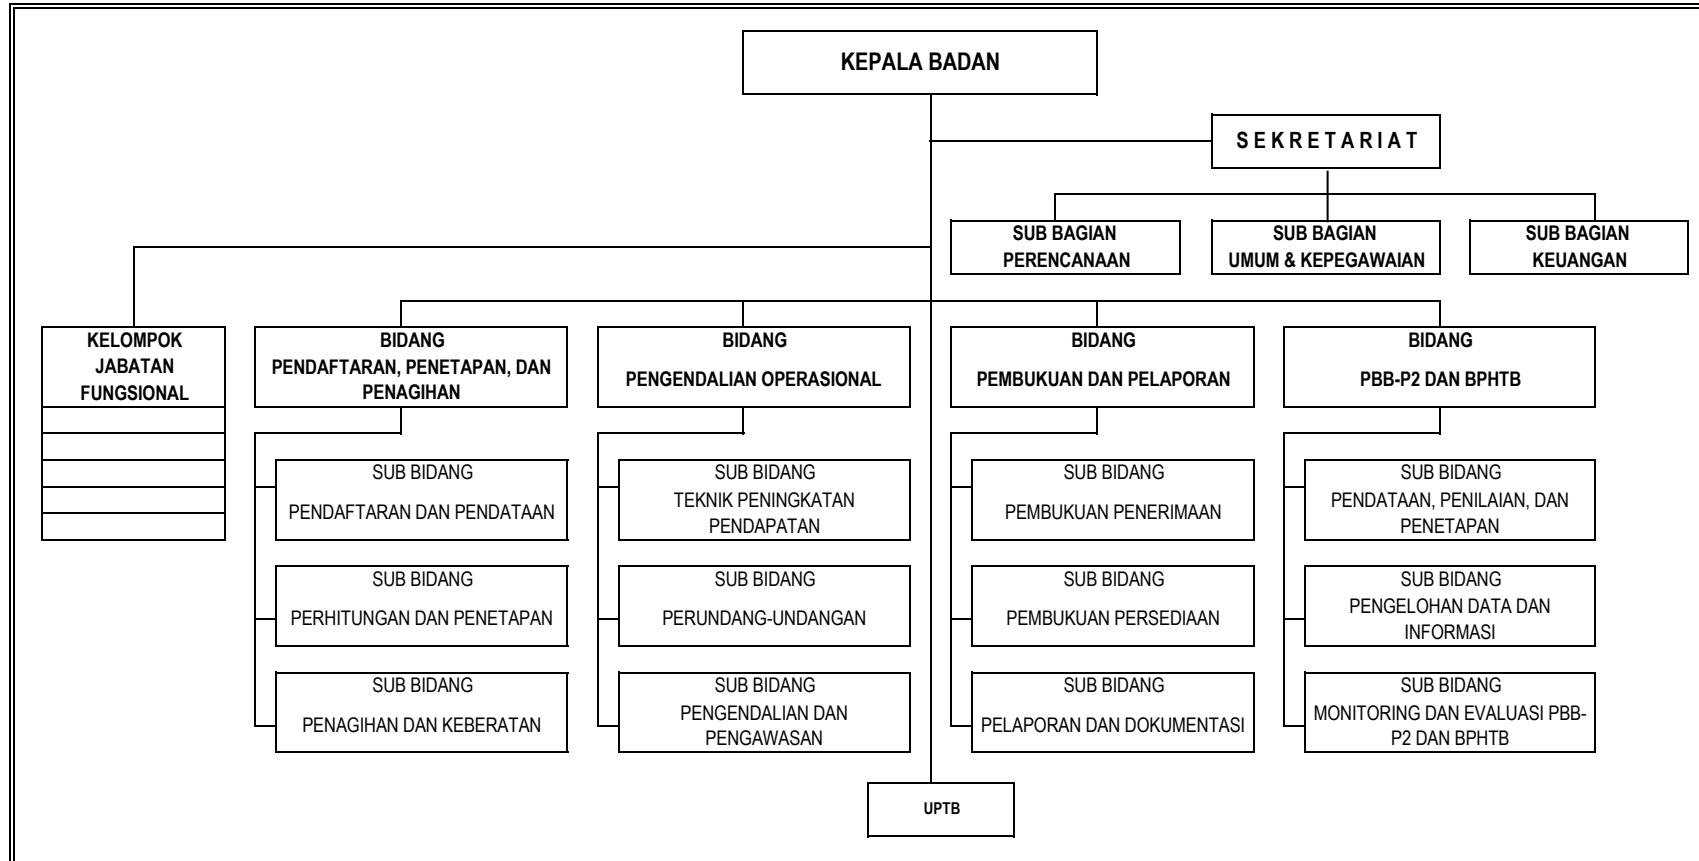 KEPALA BADAN
S E K R E T A R I A T
SUB BAGIAN
PERENCANAAN
SUB BAGIAN
UMUM & KEPEGAWAIAN
SUB BAGIAN
KEUANGAN
KELOMPOK
JABATAN
FUNGSIONAL
BIDANG
PENDAFTARAN, PENETAPAN, DAN
PENAGIHAN
BIDANG
PENGENDALIAN OPERASIONAL
BIDANG
PEMBUKUAN DAN PELAPORAN
BIDANG
PBB-P2 DAN BPHTB
SUB BIDANG
PENDAFTARAN DAN PENDATAAN
SUB BIDANG
TEKNIK PENINGKATAN
PENDAPATAN
SUB BIDANG
PEMBUKUAN PENERIMAAN
SUB BIDANG
PENDATAAN, PENILAIAN, DAN
PENETAPAN
SUB BIDANG
PERHITUNGAN DAN PENETAPAN
SUB BIDANG
PERUNDANG-UNDANGAN
SUB BIDANG
PEMBUKUAN PERSEDIAAN
SUB BIDANG
PENGELOHAN DATA DAN
INFORMASI
SUB BIDANG
PENAGIHAN DAN KEBERATAN
SUB BIDANG
PENGENDALIAN DAN
PENGAWASAN
SUB BIDANG
PELAPORAN DAN DOKUMENTASI
SUB BIDANG
MONITORING DAN EVALUASI PBB-
P2 DAN BPHTB
UPTB